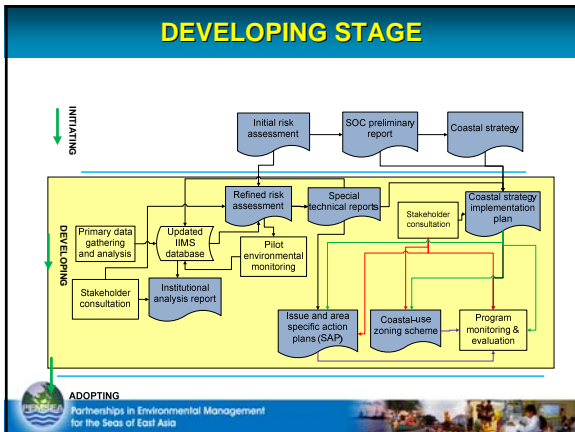 DEVELOPING STAGE
INITIATING
Initial risk
assessment
SOC preliminary
report
Coastal strategy
DEVELOPING
Refined risk
assessment
Special
technical reports
Coastal strategy
implementation
plan
Stakeholder
consultation
Primary data
gathering
and analysis
Updated
IIMS
database
Pilot
environmental
monitoring
Stakeholder
consultation
Institutional
analysis report
Issue and area
specific action
plans (SAP)
Coastal-use
zoning scheme
Program
monitoring &
evaluation
ADOPTING
PEMSEA
Partnerships in Environmental Management
for the Seas of East Asia